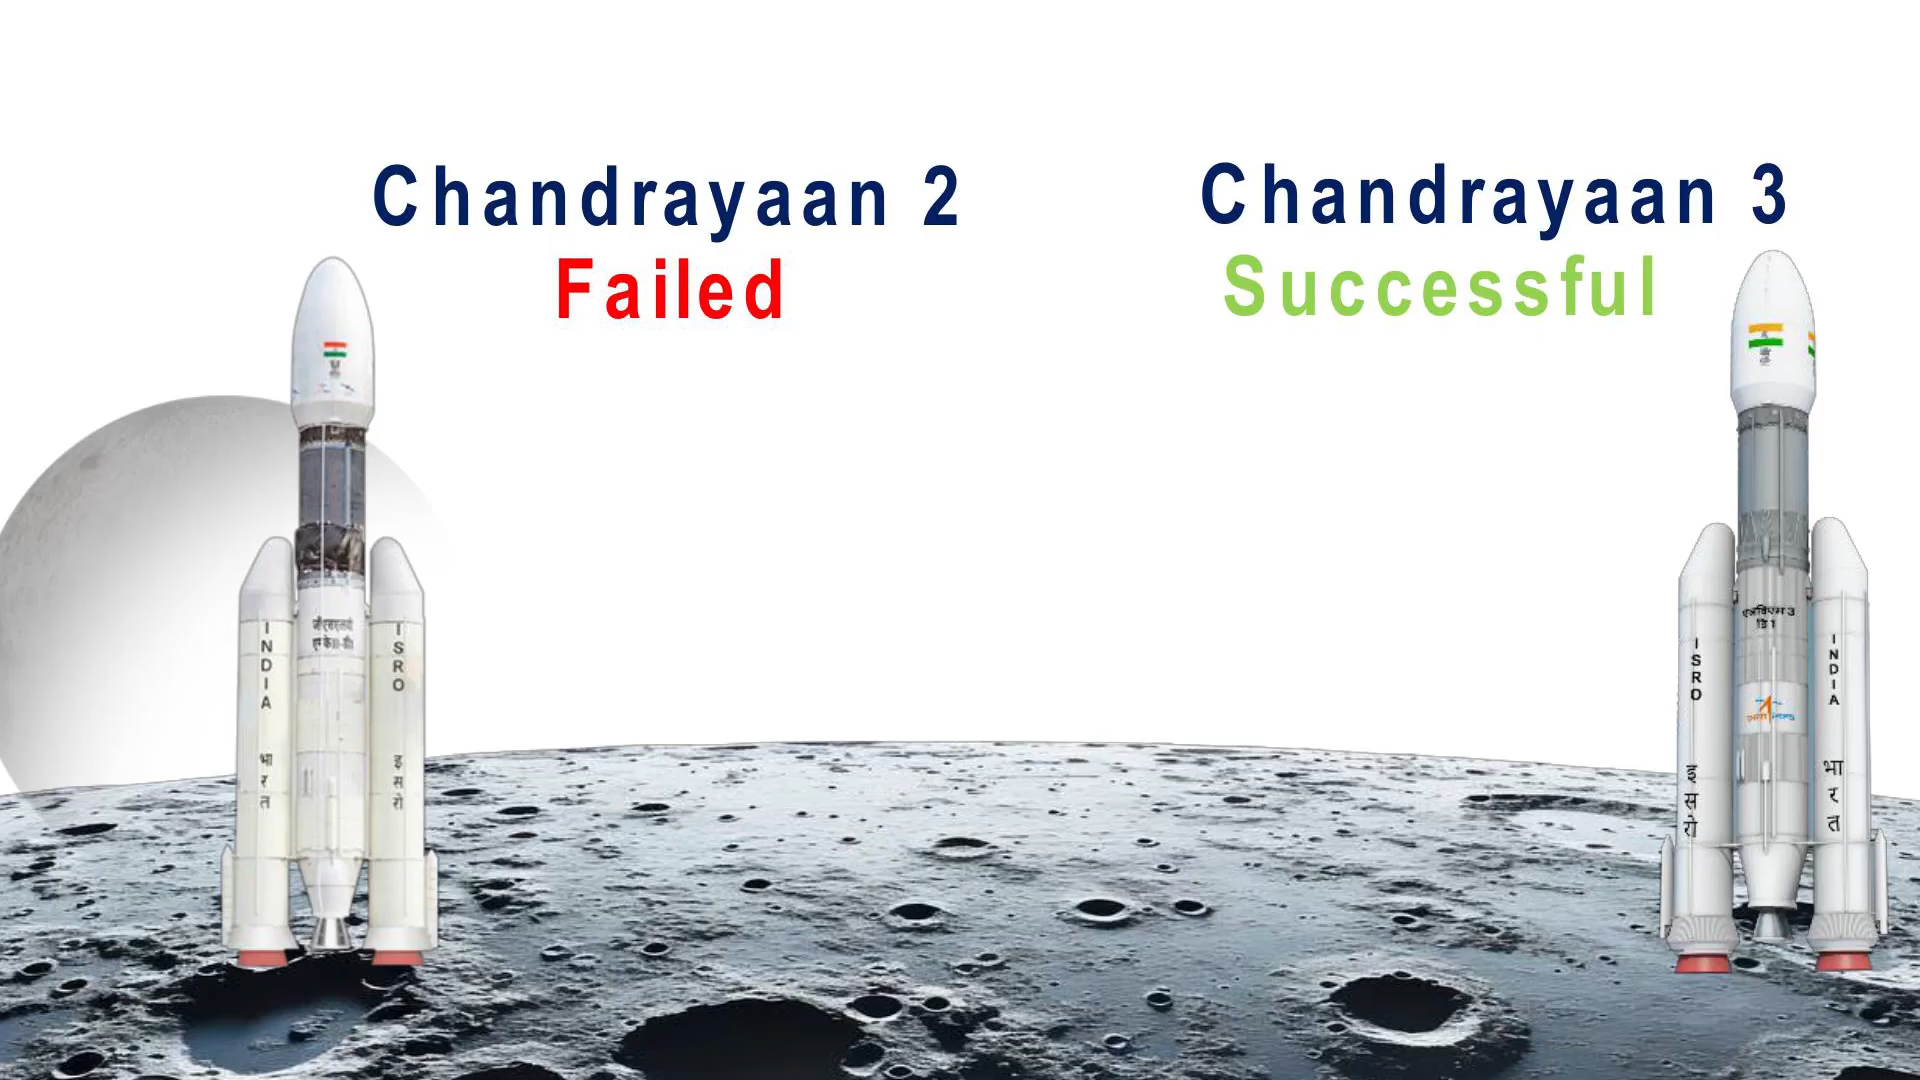 Chandrayaan 2
Failed
Chandrayaan 3
Successful
INDIA
भारत
ISRO
इसरो
ISRO
इसरो
INDIA
भारत